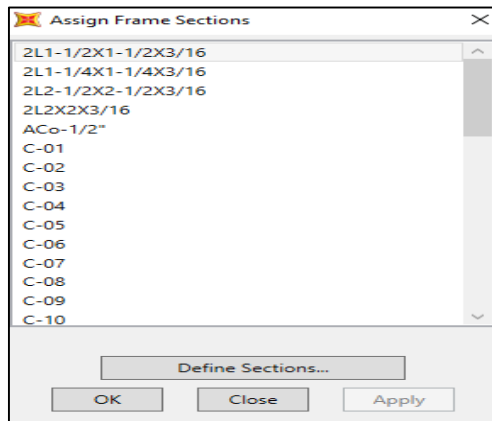 Assign Frame Sections
2L1-1/2X1-1/2X3/16
2L1-1/4X1-1/4X3/16
2L2-1/2X2-1/2X3/16
2L2X2X3/16
ACo-1/2"
C-01
C-02
C-03
C-04
C-05
C-06
C-07
C-08
C-09
C-10
Define Sections...
OK
Close
Apply